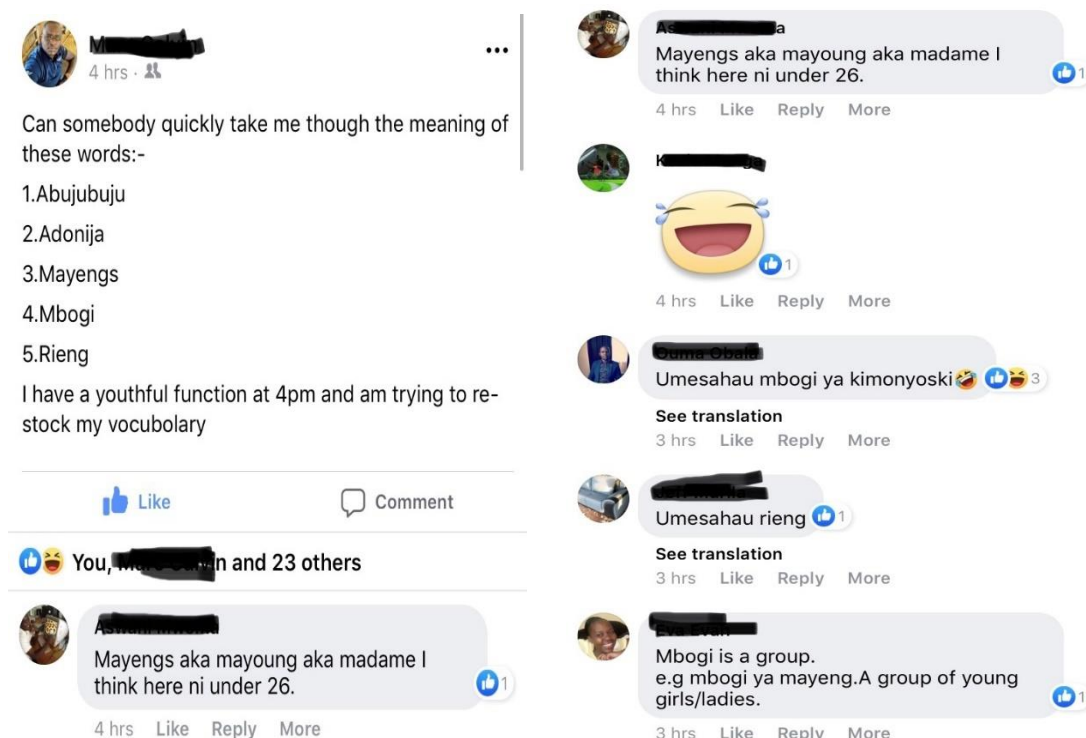 4 hrs ·
Can somebody quickly take me though the meaning of
these words:-
1.Abujubuju
2.Adonija
3.Mayengs
4.Mbogi
5.Rieng
I have a youthful function at 4pm and am trying to re-
stock my vocubolary
Like Comment
You, and 23 others
Mayengs aka mayoung aka madame I
think here ni under 26.
1
4 hrs Like Reply More
Mayengs aka mayoung aka madame I
think here ni under 26.
1
4 hrs Like Reply More
1
4 hrs Like Reply More
Umesahau mbogi ya kimonyoski🤣 3
See translation
3 hrs Like Reply More
Umesahau rieng 1
See translation
3 hrs Like Reply More
Mbogi is a group.
e.g mbogi ya mayeng.A group of young
girls/ladies.
1
3 hrs Like Reply More